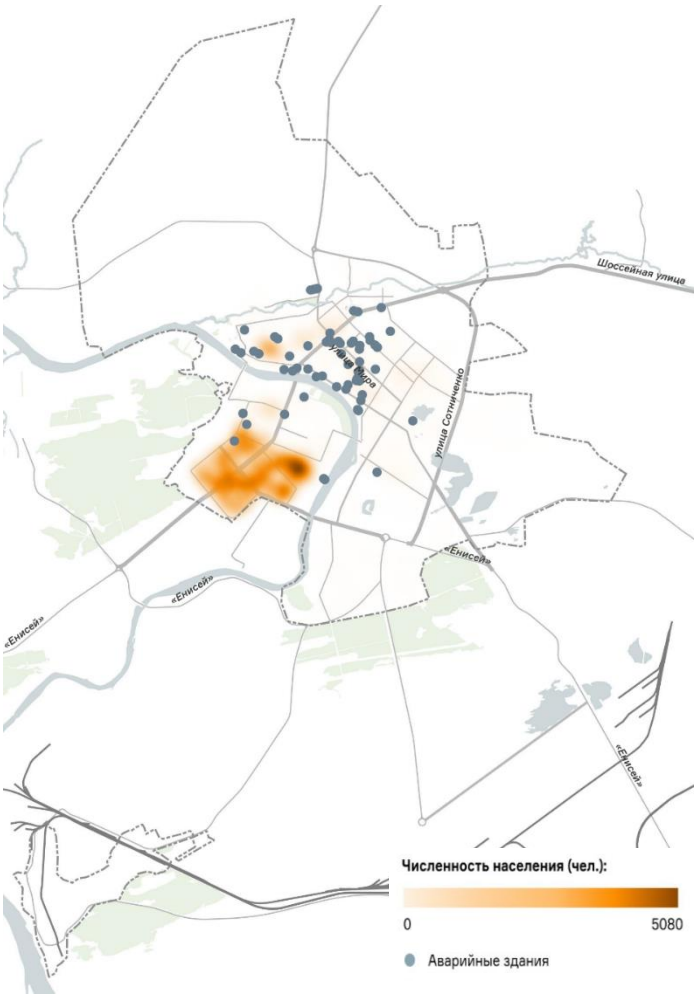 Шоссейная улица
улица Мира
улица Сотниченко
«Енисей»
«Енисей»
«Енисей»
«Енисей»
Численность населения (чел.):
0
5080
Аварийные здания